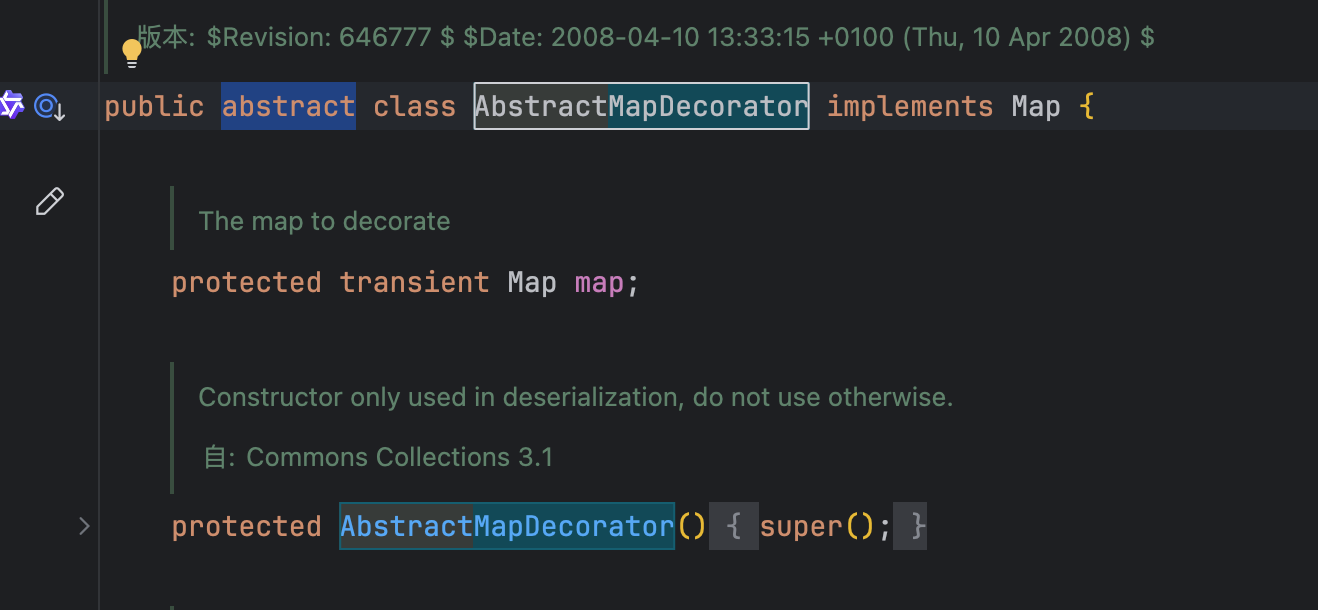 版本: $Revision: 646777 $ $Date: 2008-04-10 13:33:15 +0100 (Thu, 10 Apr 2008) $
public abstract class AbstractMapDecorator implements Map {
The map to decorate
protected transient Map map;
Constructor only used in deserialization, do not use otherwise.
自: Commons Collections 3.1
protected AbstractMapDecorator() { super(); }